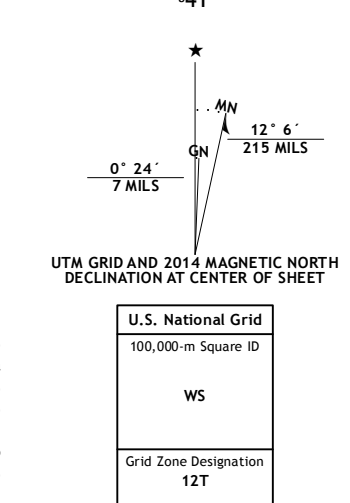 ⁶41
★
MN
GN
12° 6´
215 MILS
0° 24´
7 MILS
UTM GRID AND 2014 MAGNETIC NORTH
DECLINATION AT CENTER OF SHEET
U.S. National Grid
100,000-m Square ID
WS
Grid Zone Designation
12T